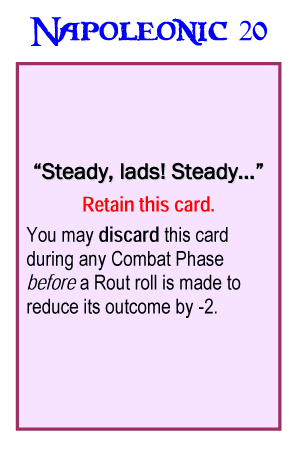 NAPOLEONIC 20
“Steady, lads! Steady...”
Retain this card.
You may discard this card
during any Combat Phase
before a Rout roll is made to
reduce its outcome by -2.